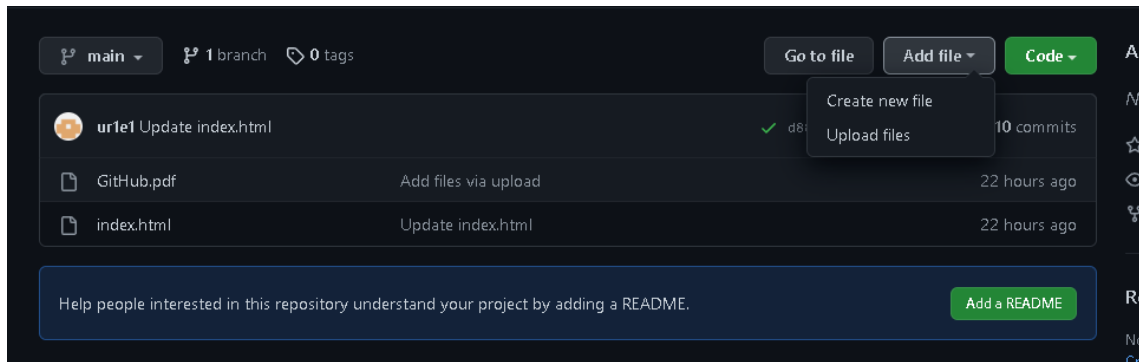 main 1 branch 0 tags Go to file Add file Code
Create new file
ur1e1 Update index.html 10 commits
Upload files
GitHub.pdf Add files via upload 22 hours ago
index.html Update index.html 22 hours ago
Help people interested in this repository understand your project by adding a README. Add a README